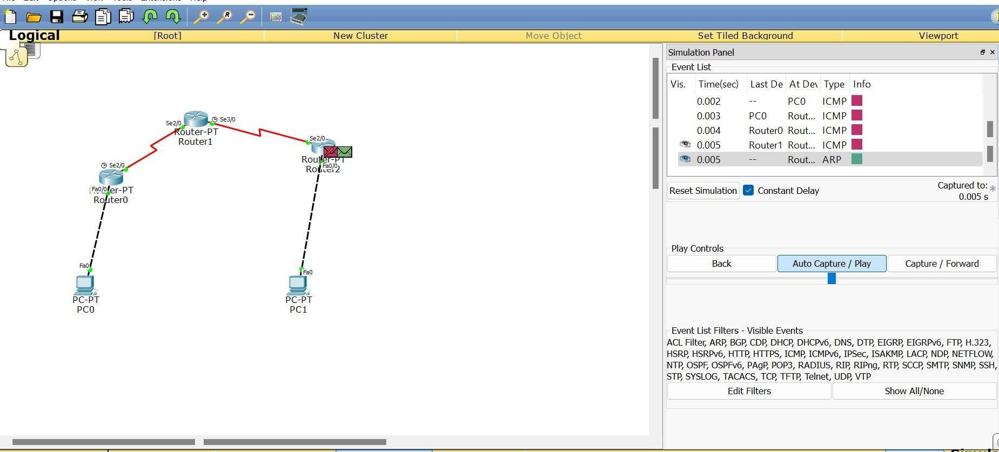 Logical
[Root]
New Cluster
Move Object
Set Tiled Background
Viewport
Simulation Panel
Event List
Vis. Time(sec) Last De At Dev Type Info
0.002 -- PC0 ICMP
0.003 PC0 Rout... ICMP
0.004 Router0 Rout... ICMP
0.005 Router1 Rout... ICMP
0.005 -- Rout... ARP
Reset Simulation
Constant Delay
Captured to:
0.005 s
Play Controls
Back
Auto Capture / Play
Capture / Forward
Event List Filters - Visible Events
ACL Filter, ARP, BGP, CDP, DHCP, DHCPv6, DNS, DTP, EIGRP, EIGRPv6, FTP, H.323,
HSRP, HSRPv6, HTTP, HTTPS, ICMP, ICMPv6, IPSec, ISAKMP, LACP, NDP, NETFLOW,
NTP, OSPF, OSPFv6, PAgP, POP3, RADIUS, RIP, RIPng, RTP, SCCP, SMTP, SNMP, SSH,
STP, SYSLOG, TACACS, TCP, TFTP, Telnet, UDP, VTP
Edit Filters
Show All/None
Se2/0
Se3/0
Router-PT
Router1
Se2/0
Router-PT
Fa0/0
Router2
Se2/0
Fa0/0
Router0
Fa0
PC-PT
PC0
Fa0
PC-PT
PC1